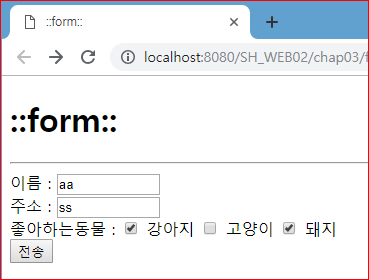 ::form::
localhost:8080/SH_WEB02/chap03/
::form::
이름 : aa
주소 : ss
좋아하는동물 : 강아지 고양이 돼지
전송